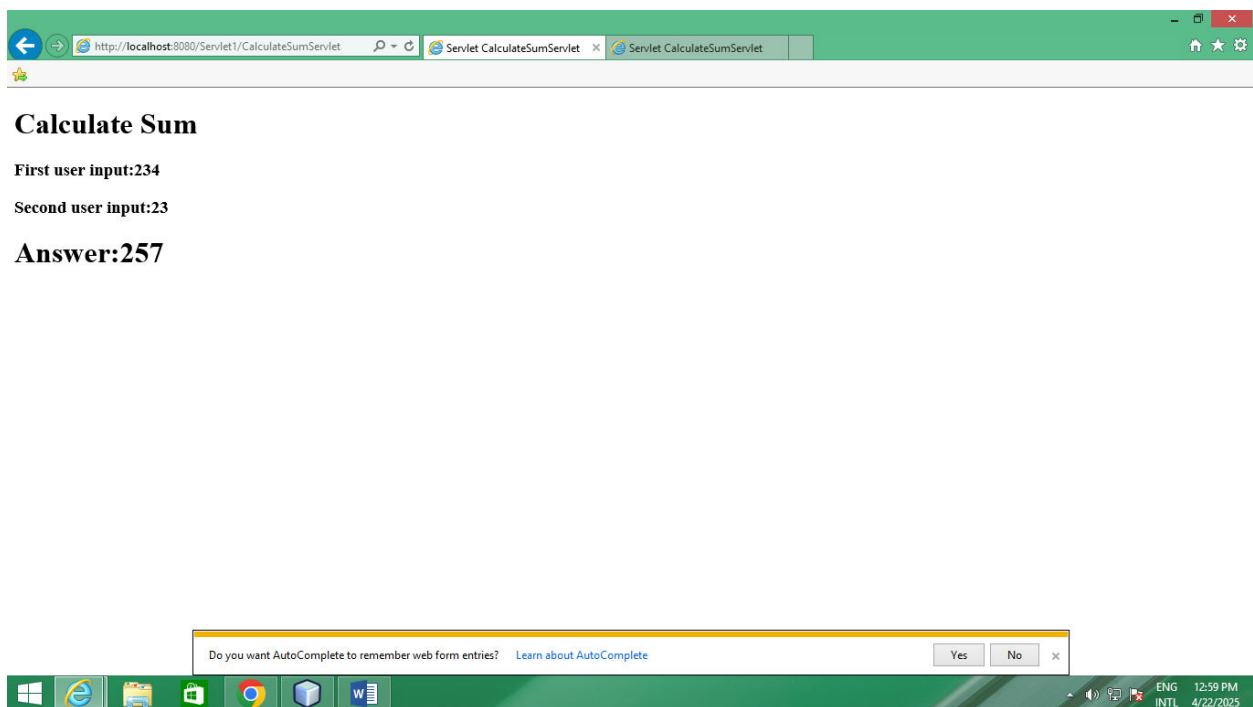 http://localhost:8080/Servlet1/CalculateSumServlet
Servlet CalculateSumServlet
Servlet CalculateSumServlet
Calculate Sum
First user input:234
Second user input:23
Answer:257
Do you want AutoComplete to remember web form entries? Learn about AutoComplete Yes No
ENG 12:59 PM
INTL 4/22/2025